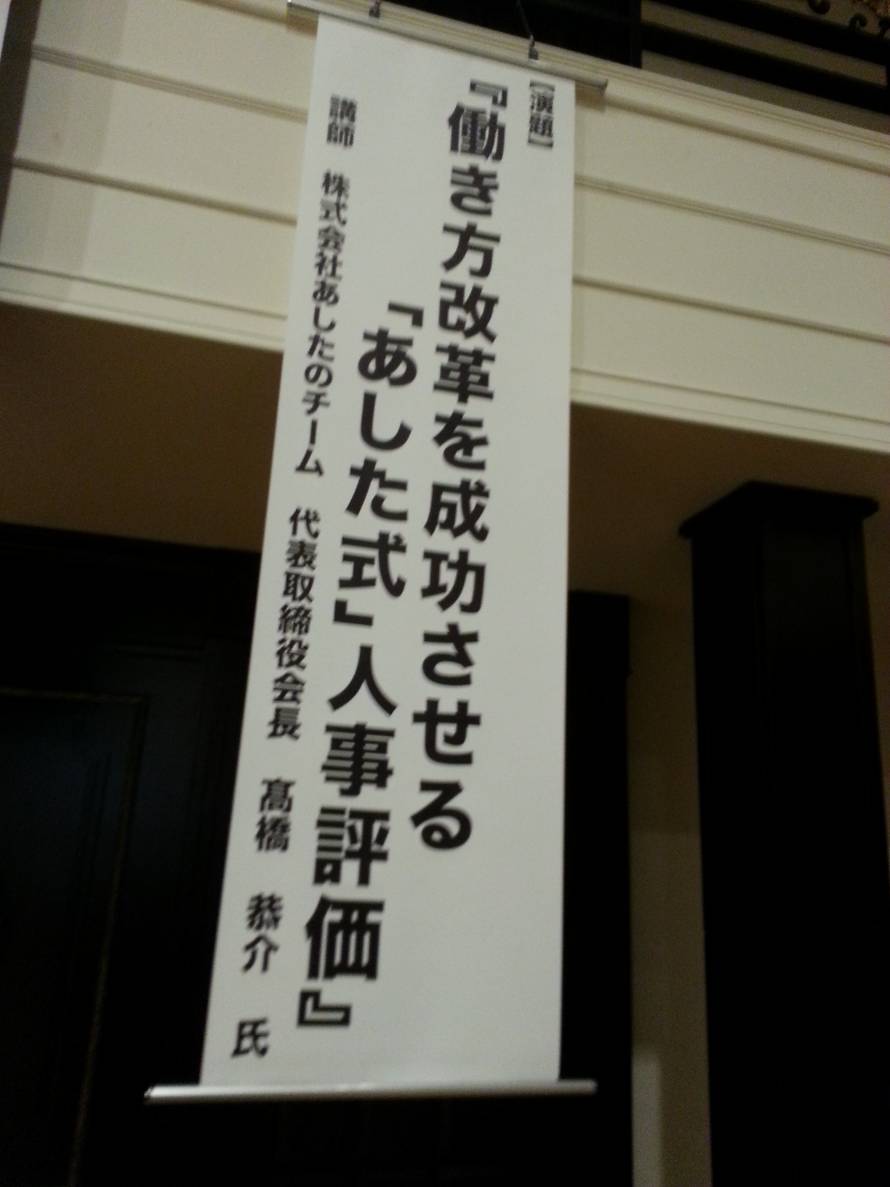 【演題】
『働き方改革を成功させる
「あした式」人事評価』
講師 株式会社あしたのチーム 代表取締役会長 髙橋 恭介 氏